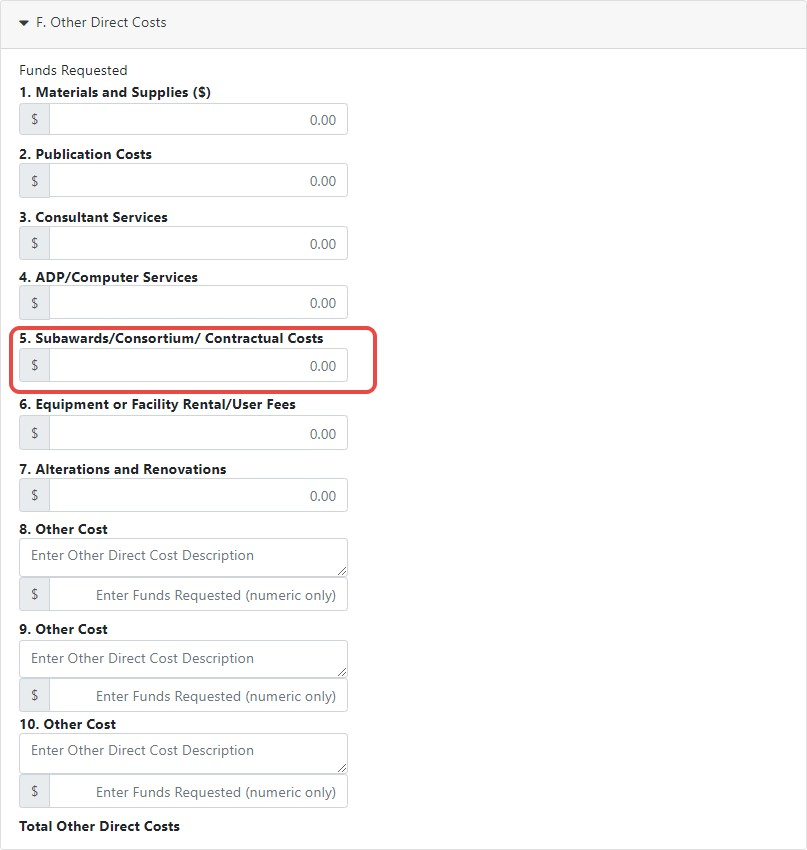 F. Other Direct Costs
Funds Requested
1. Materials and Supplies ($)
$ 0.00
2. Publication Costs
$ 0.00
3. Consultant Services
$ 0.00
4. ADP/Computer Services
$ 0.00
5. Subawards/Consortium/ Contractual Costs
$ 0.00
6. Equipment or Facility Rental/User Fees
$ 0.00
7. Alterations and Renovations
$ 0.00
8. Other Cost
Enter Other Direct Cost Description
$ Enter Funds Requested (numeric only)
9. Other Cost
Enter Other Direct Cost Description
$ Enter Funds Requested (numeric only)
10. Other Cost
Enter Other Direct Cost Description
$ Enter Funds Requested (numeric only)
Total Other Direct Costs